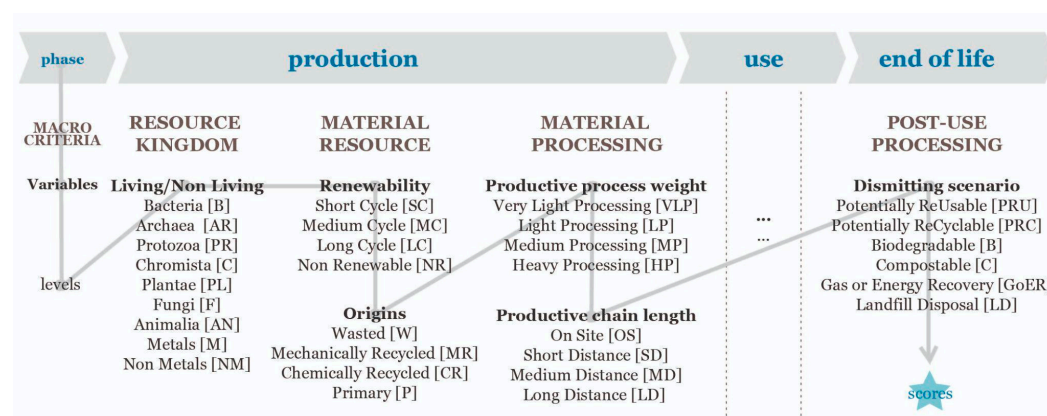 phase
production
use
end of life
MACRO
CRITERIA
RESOURCE
KINGDOM
MATERIAL
RESOURCE
MATERIAL
PROCESSING
POST-USE
PROCESSING
Variables
levels
Living/Non Living
Bacteria [B]
Archaea [AR]
Protozoa [PR]
Chromista [C]
Plantae [PL]
Fungi [F]
Animalia [AN]
Metals [M]
Non Metals [NM]
Renewability
Short Cycle [SC]
Medium Cycle [MC]
Long Cycle [LC]
Non Renewable [NR]
Origins
Wasted [W]
Mechanically Recycled [MR]
Chemically Recycled [CR]
Primary [P]
Productive process weight
Very Light Processing [VLP]
Light Processing [LP]
Medium Processing [MP]
Heavy Processing [HP]
Productive chain length
On Site [OS]
Short Distance [SD]
Medium Distance [MD]
Long Distance [LD]
...
...
Dismitting scenario
Potentially ReUsable [PRU]
Potentially ReCyclable [PRC]
Biodegradable [B]
Compostable [C]
Gas or Energy Recovery [GoER
Landfill Disposal [LD]
scores